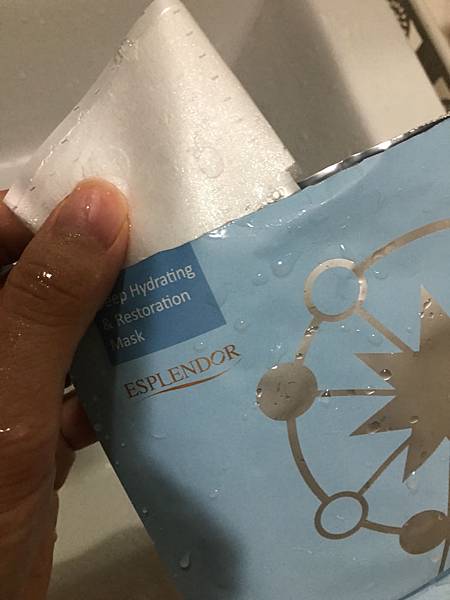 eep Hydrating
& Restoration
Mask
ESPLENDOR